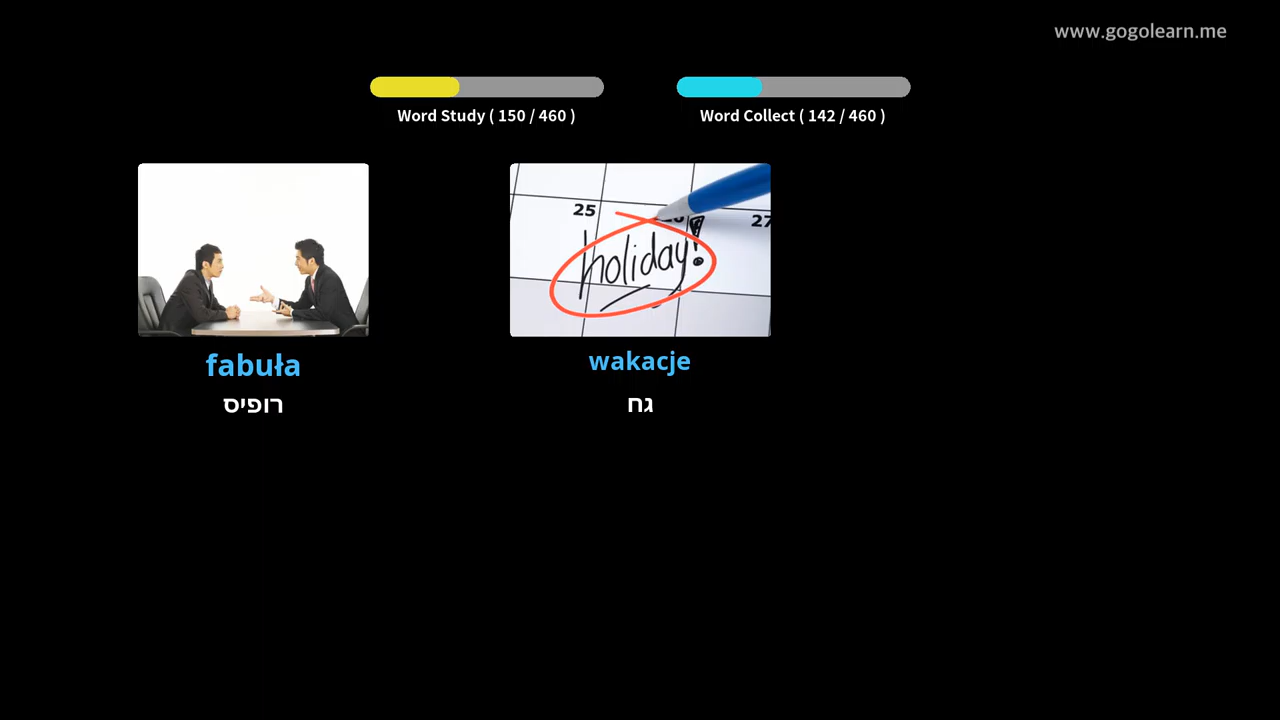 www.gogolearn.me
Word Study ( 150 / 460 )
Word Collect ( 142 / 460 )
25
27
holiday!
fabuła
רופיס
wakacje
גח